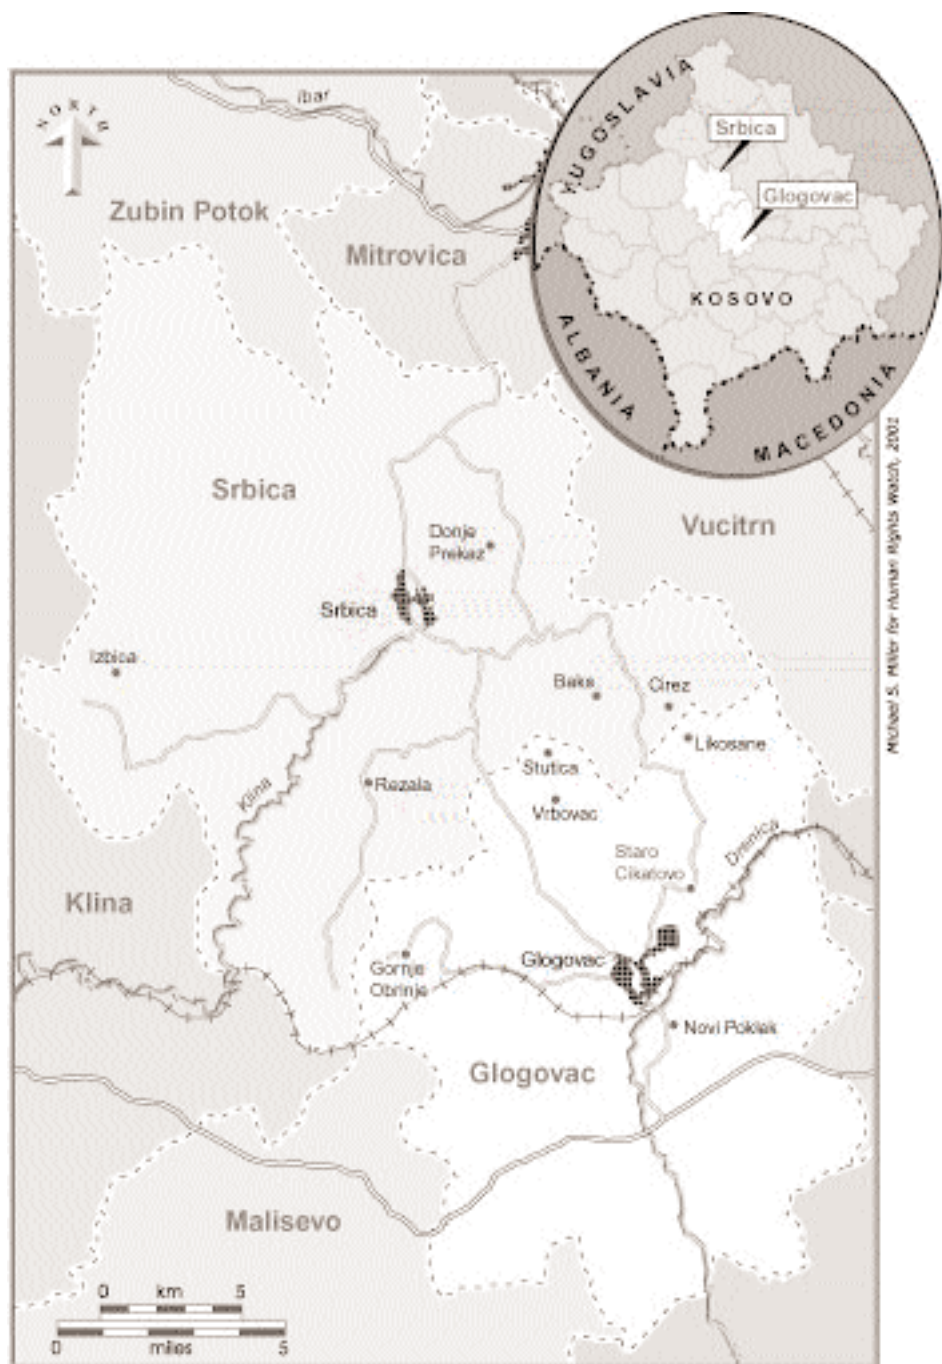 NORTH
Ibar
YUGOSLAVIA
Srbica
Glogovac
Zubin Potok
Mitrovica
KOSOVO
ALBANIA
MACEDONIA
Michael S. Miller for Human Rights Watch, 2001
Srbica
Vucitrn
Donje
Prekaz
Srbica
Izbica
Baks
Cirez
Likosane
Stutica
Klina
Rezala
Vrbovac
Drenica
Staro
Cikatovo
Klina
Glogovac
Gornje
Obrinje
Novi Poklek
Glogovac
Malisevo
0 km 5
0 miles 5